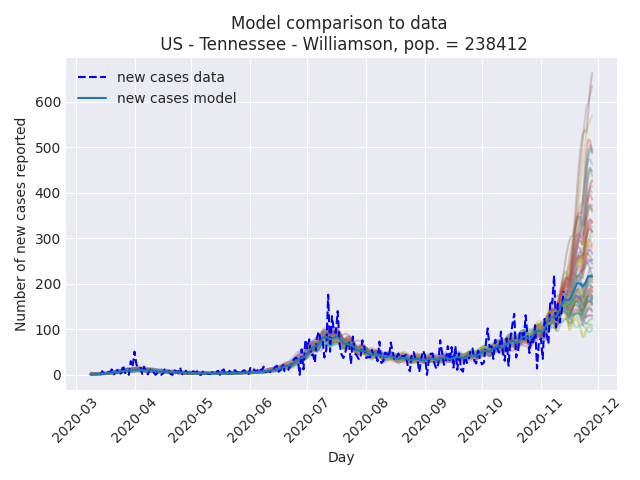 Model comparison to data
US - Tennessee - Williamson, pop. = 238412
new cases data
new cases model
Number of new cases reported
600
500
400
300
200
100
0
2020-03
2020-04
2020-05
2020-06
2020-07
2020-08
2020-09
2020-10
2020-11
2020-12
Day